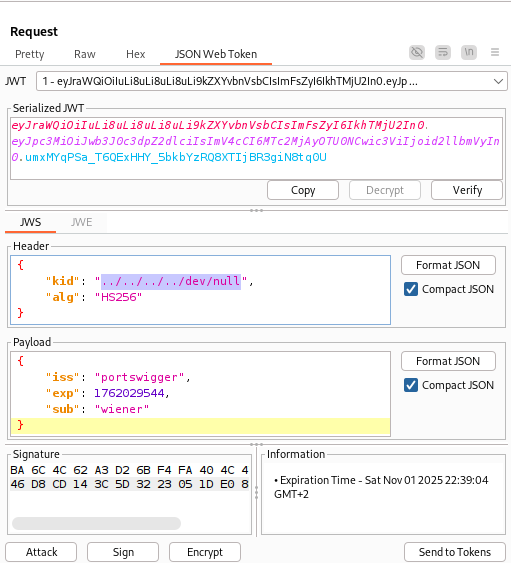 Request
Pretty Raw Hex JSON Web Token \n
JWT 1 - eyJraWQiOiIuLi8uLi8uLi8uLi9kZXYvbnVsbCIsImFsZyI6IkhTMjU2In0.eyJp ...
Serialized JWT
eyJraWQiOiIuLi8uLi8uLi8uLi9kZXYvbnVsbCIsImFsZyI6IkhTMjU2In0.
eyJpc3MiOiJwb3J0c3dpZ2dlciIsImV4cCI6MTc2MjAyOTU0NCwic3ViIjoid2llbmVyIn
0.umxMYqPSa_T6QExHHY_5bkbYzRQ8XTIjBR3giN8tq0U
Copy Decrypt Verify
JWS JWE
Header
{
"kid": "../../../../dev/null",
"alg": "HS256"
}
Format JSON
Compact JSON
Payload
{
"iss": "portswigger",
"exp": 1762029544,
"sub": "wiener"
}
Format JSON
Compact JSON
Signature
BA 6C 4C 62 A3 D2 6B F4 FA 40 4C 4
46 D8 CD 14 3C 5D 32 23 05 1D E0 8
Information
• Expiration Time - Sat Nov 01 2025 22:39:04
GMT+2
Attack Sign Encrypt Send to Tokens